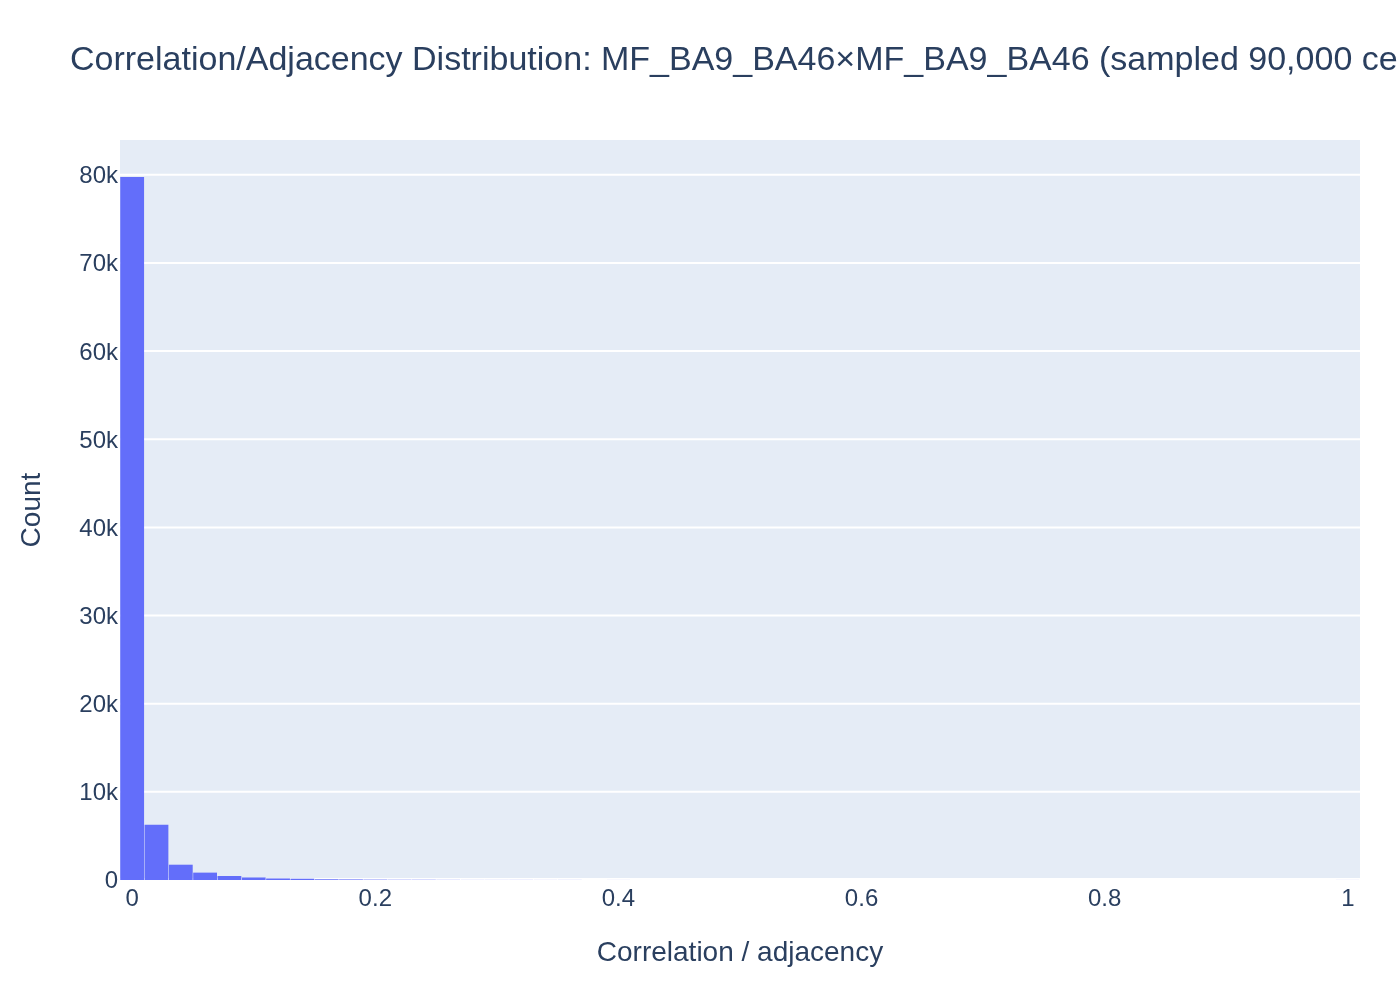 Correlation/Adjacency Distribution: MF_BA9_BA46×MF_BA9_BA46 (sampled 90,000 ce
80k
70k
60k
50k
40k
30k
20k
10k
0
Count
0 0.2 0.4 0.6 0.8 1
Correlation / adjacency